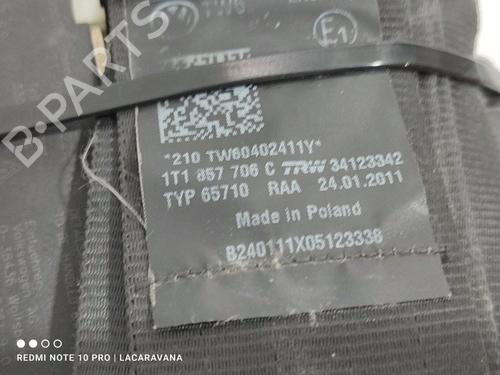 TW6
E1
*210 TW60402411Y*
1T1 857 706 C TRW 34123342
TYP 65710 RAA 24.01.2011
Made in Poland
B240111X05123338
B-PARTS
REDMI NOTE 10 PRO | LACARAVANA